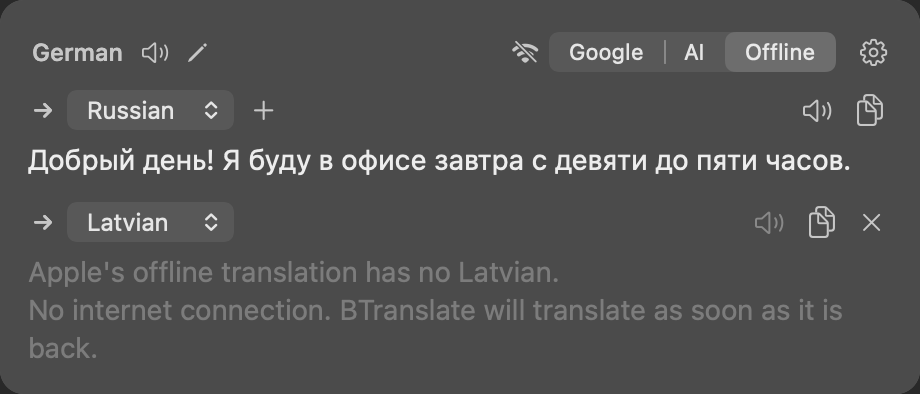 German
Google
AI
Offline
→ Russian
Добрый день! Я буду в офисе завтра с девяти до пяти часов.
→ Latvian
Apple's offline translation has no Latvian.
No internet connection. BTranslate will translate as soon as it is
back.